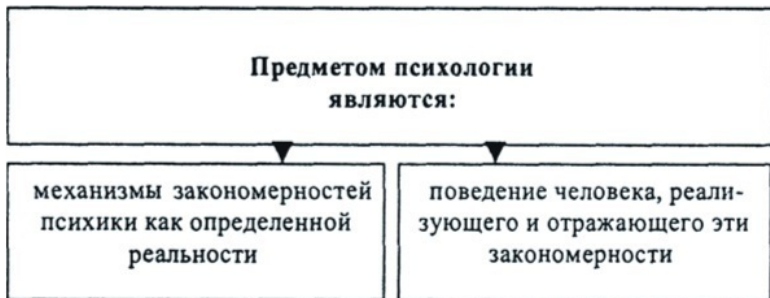 Предметом психологии
являются:
механизмы закономерностей
психики как определенной
реальности
поведение человека, реали-
зующего и отражающего эти
закономерности